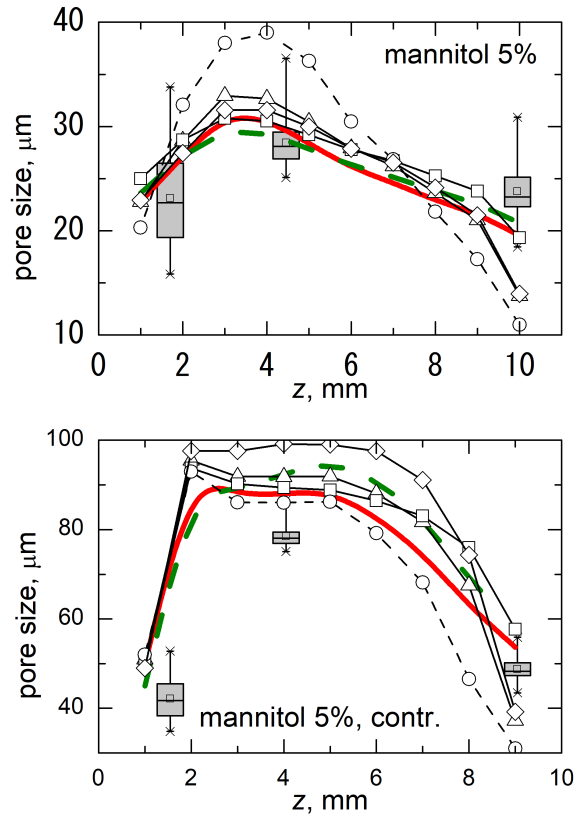 40
mannitol 5%
30
pore size, μm
20
10
0 2 4 6 8 10
z, mm
100
80
pore size, μm
60
40
mannitol 5%, contr.
0 2 4 6 8 10
z, mm